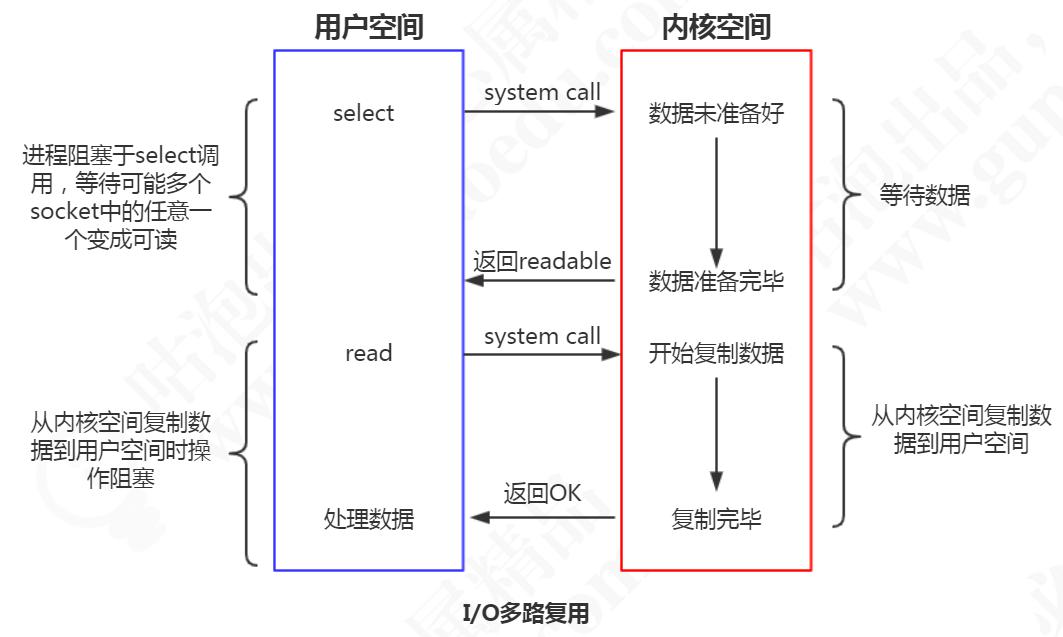 用户空间
内核空间
select
system call
数据未准备好
进程阻塞于select调
用，等待可能多个
socket中的任意一
个变成可读
等待数据
返回readable
数据准备完毕
read
system call
开始复制数据
从内核空间复制数
据到用户空间时操
作阻塞
从内核空间复制数
据到用户空间
处理数据
返回OK
复制完毕
I/O多路复用